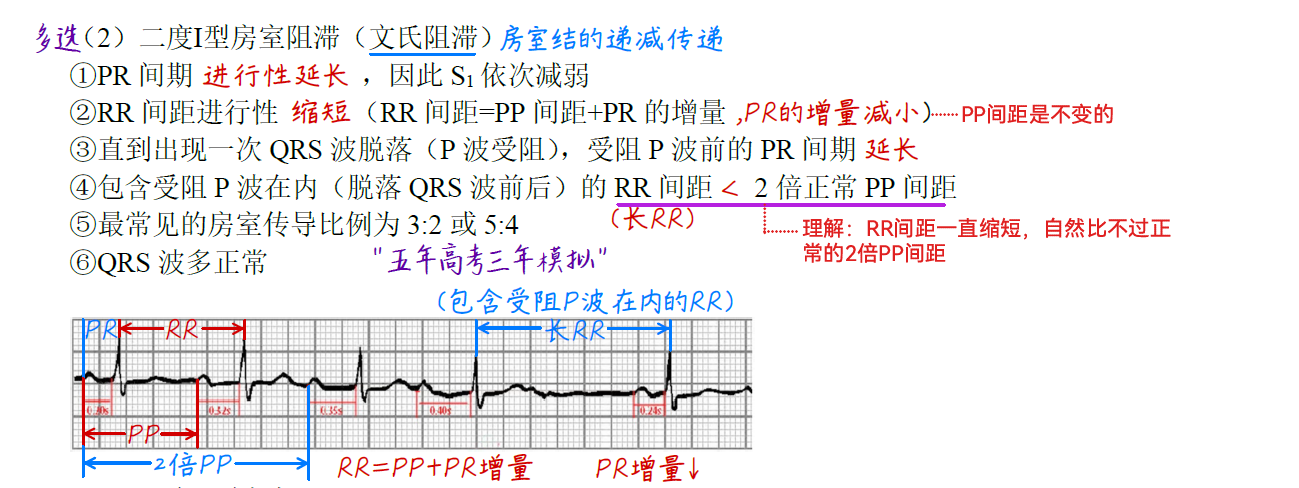 多选(2)二度I型房室阻滞(文氏阻滞)房室结的递减传递
①PR 间期 进行性延长 ，因此 S₁ 依次减弱
②RR 间距进行性 缩短(RR 间距=PP 间距+PR 的增量,PR的增量减小)……PP间距是不变的
③直到出现一次 QRS 波脱落(P 波受阻)，受阻 P 波前的 PR 间期 延长
④包含受阻 P 波在内(脱落 QRS 波前后)的 RR 间距 < 2 倍正常 PP 间距
(长RR)
理解：RR间距一直缩短，自然比不过正
常的2倍PP间距
⑤最常见的房室传导比例为 3:2 或 5:4
⑥QRS 波多正常
"五年高考三年模拟"
(包含受阻P波在内的RR)
PR RR 长RR
0.20s 0.32s 0.35s 0.40s 0.24s
PP
2倍PP RR=PP+PR增量 PR增量↓